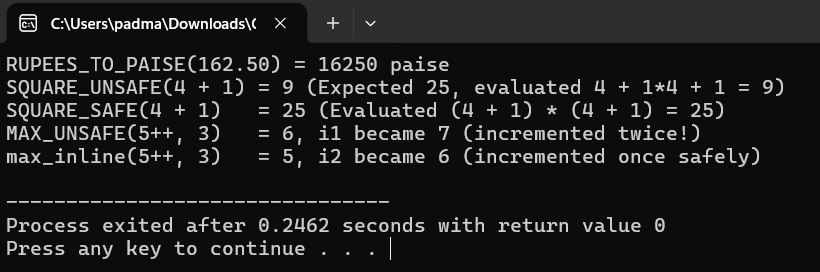 C:\Users\padma\Downloads\(
RUPEES_TO_PAISE(162.50) = 16250 paise
SQUARE_UNSAFE(4 + 1) = 9 (Expected 25, evaluated 4 + 1*4 + 1 = 9)
SQUARE_SAFE(4 + 1)   = 25 (Evaluated (4 + 1) * (4 + 1) = 25)
MAX_UNSAFE(5++, 3)   = 6, i1 became 7 (incremented twice!)
max_inline(5++, 3)   = 5, i2 became 6 (incremented once safely)
--------------------------------
Process exited after 0.2462 seconds with return value 0
Press any key to continue . . .